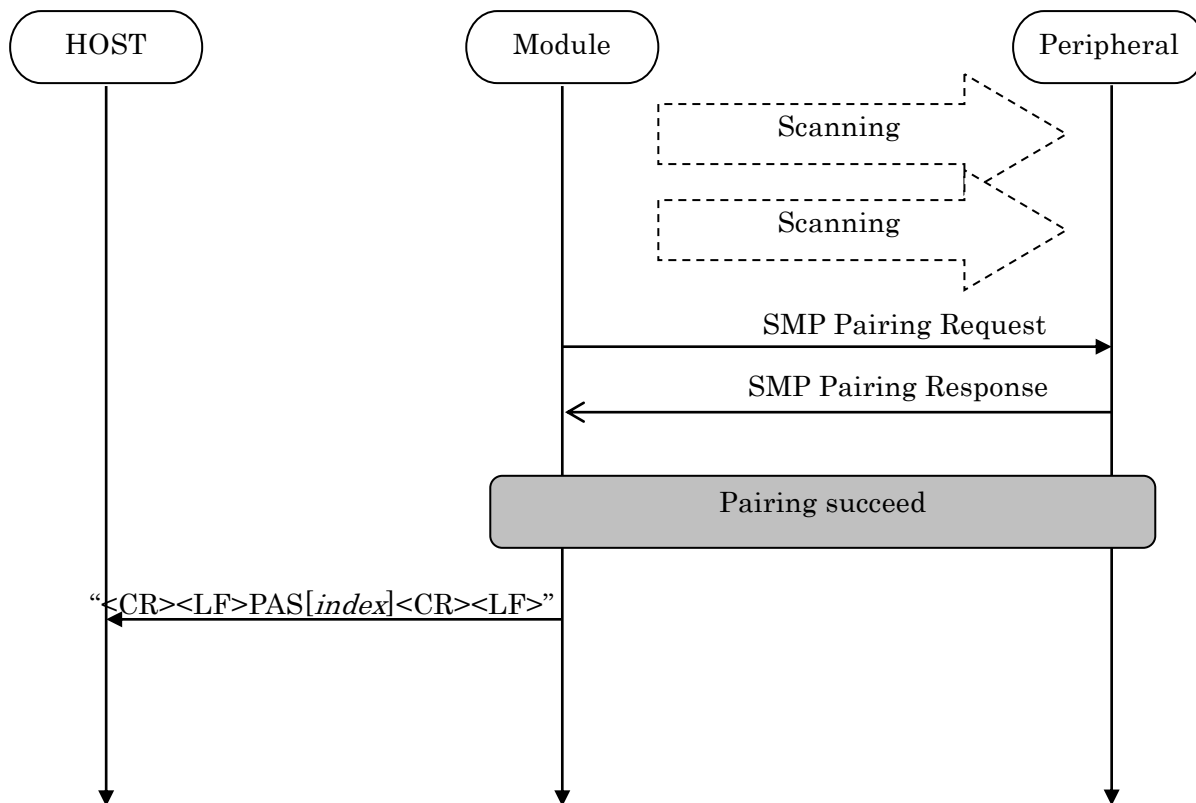 HOST
Module
Peripheral
Scanning
Scanning
SMP Pairing Request
SMP Pairing Response
Pairing succeed
“<CR><LF>PAS[index]<CR><LF>”